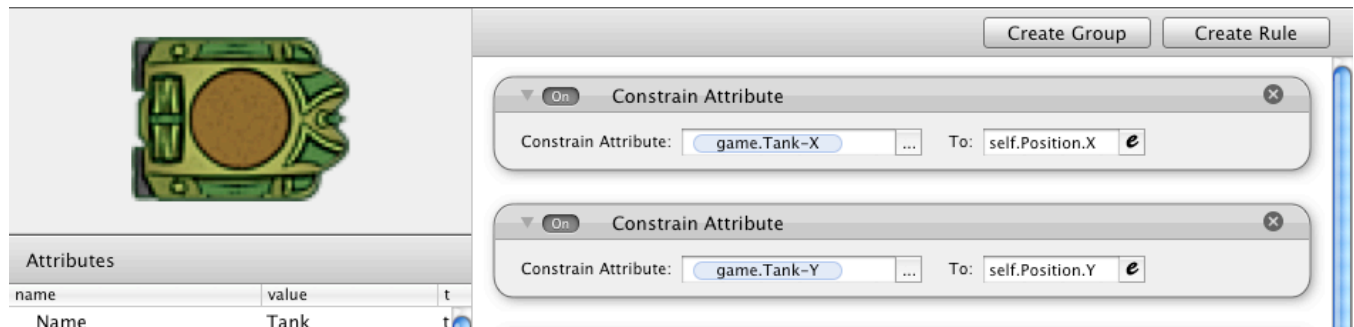 Create Group Create Rule
On Constrain Attribute
Constrain Attribute: game.Tank-X ... To: self.Position.X e
On Constrain Attribute
Constrain Attribute: game.Tank-Y ... To: self.Position.Y e
Attributes
name value t
Name Tank t